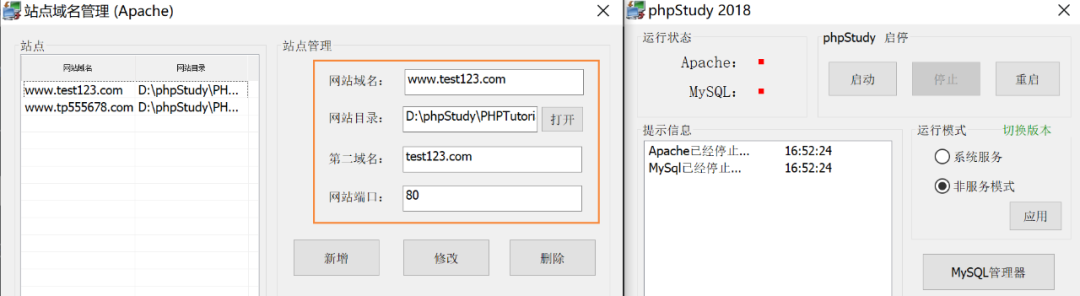 站点域名管理 (Apache)
站点
网站域名 网站目录
www.test123.com D:\phpStudy\PH...
www.tp555678.com D:\phpStudy\PH...
站点管理
网站域名： www.test123.com
网站目录： D:\phpStudy\PHPTutori 打开
第二域名： test123.com
网站端口： 80
新增 修改 删除
phpStudy 2018
运行状态
Apache：
MySQL：
phpStudy 启停
启动 停止 重启
提示信息
Apache已经停止... 16:52:24
MySql已经停止... 16:52:24
运行模式 切换版本
系统服务
非服务模式
应用
MySQL管理器